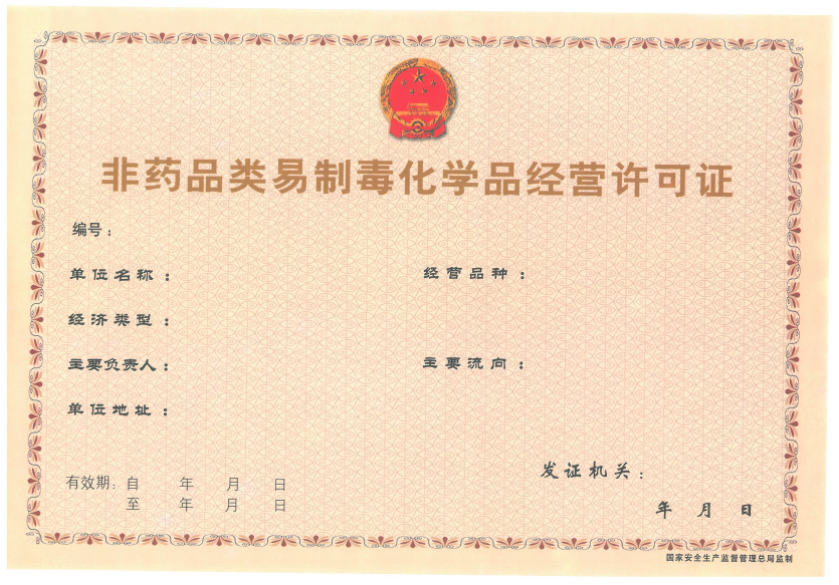 非药品类易制毒化学品经营许可证
编号：
单位名称： 经营品种：
经济类型：
主要负责人： 主要流向：
单位地址：
发证机关：
有效期：自 年 月 日
至 年 月 日
年 月 日
国家安全生产监督管理总局监制